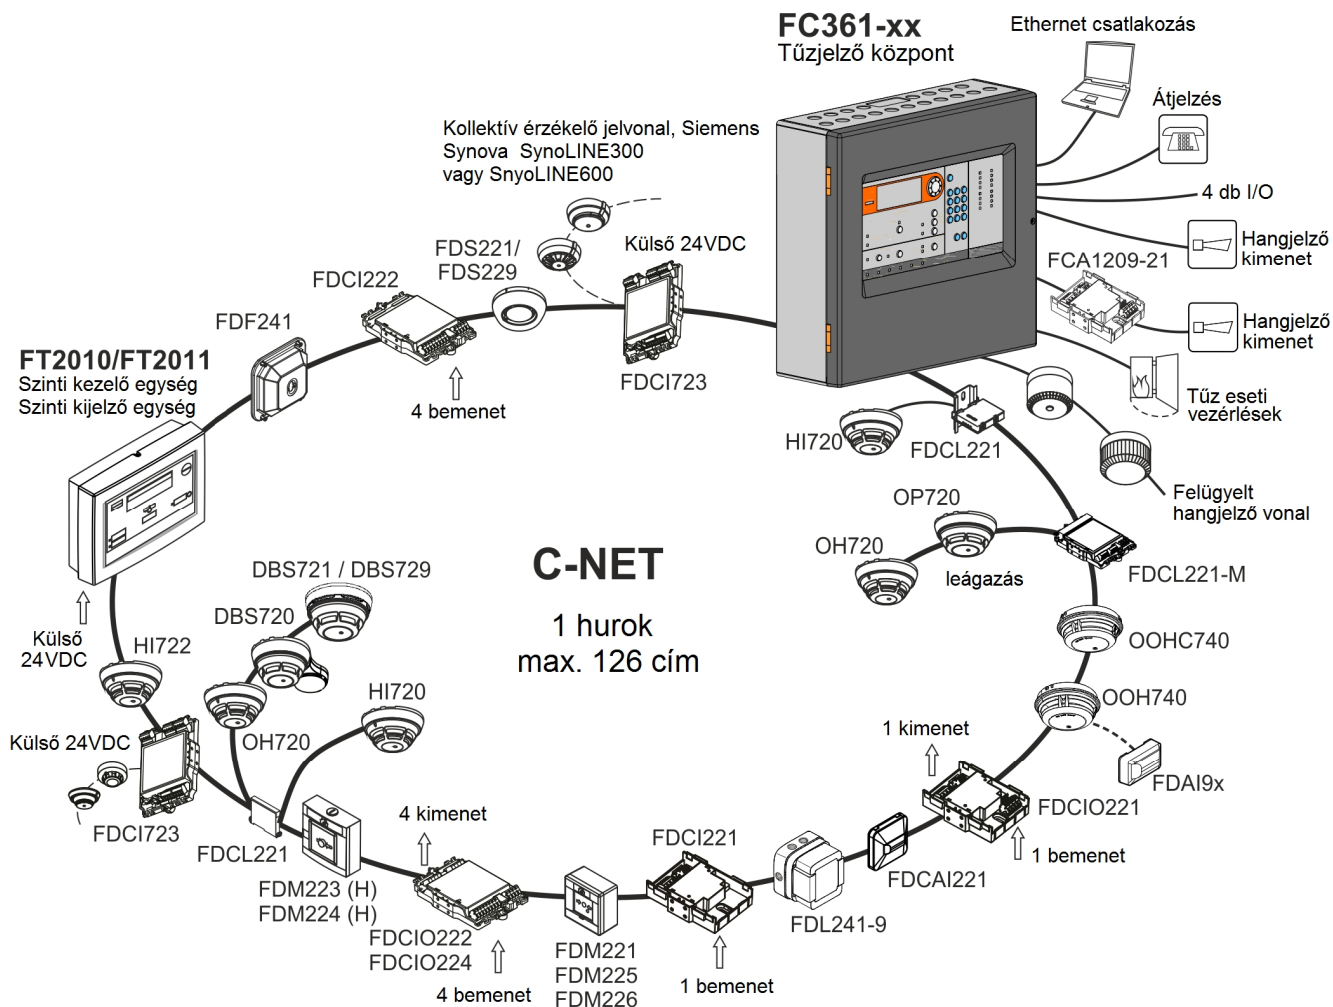 FC361-xx
Tűzjelző központ
Ethernet csatlakozás
Átjelzés
4 db I/O
Hangjelző
kimenet
FCA1209-21
Hangjelző
kimenet
Tűz eseti
vezérlések
Felügyelt
hangjelző vonal
Kollektív érzékelő jelvonal, Siemens
Synova SynoLINE300
vagy SnyoLINE600
Külső 24VDC
FDCI723
FDS221/
FDS229
FDCI222
4 bemenet
FDF241
FT2010/FT2011
Szinti kezelő egység
Szinti kijelző egység
Külső
24VDC
HI722
Külső 24VDC
FDCI723
DBS721 / DBS729
DBS720
OH720
HI720
FDCL221
FDM223 (H)
FDM224 (H)
4 kimenet
FDCIO222
FDCIO224
4 bemenet
FDM221
FDM225
FDM226
FDCI221
1 bemenet
FDL241-9
FDCAI221
1 kimenet
FDCIO221
1 bemenet
FDAI9x
OOH740
OOHC740
FDCL221-M
OP720
OH720
leágazás
HI720
FDCL221
C-NET
1 hurok
max. 126 cím